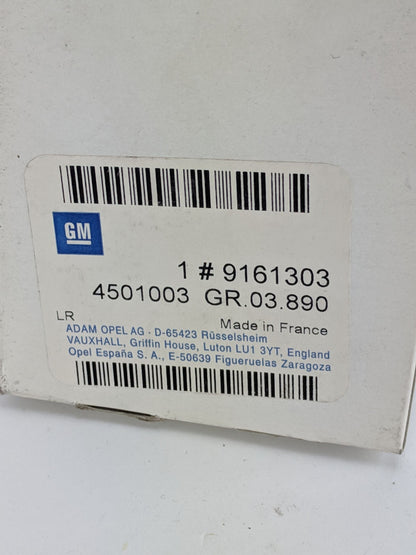 GM
1 # 9161303
4501003 GR.03.890
LR
Made in France
ADAM OPEL AG - D-65423 Rüsselsheim
VAUXHALL, Griffin House, Luton LU1 3YT, England
Opel España S. A., E-50639 Figueruelas Zaragoza